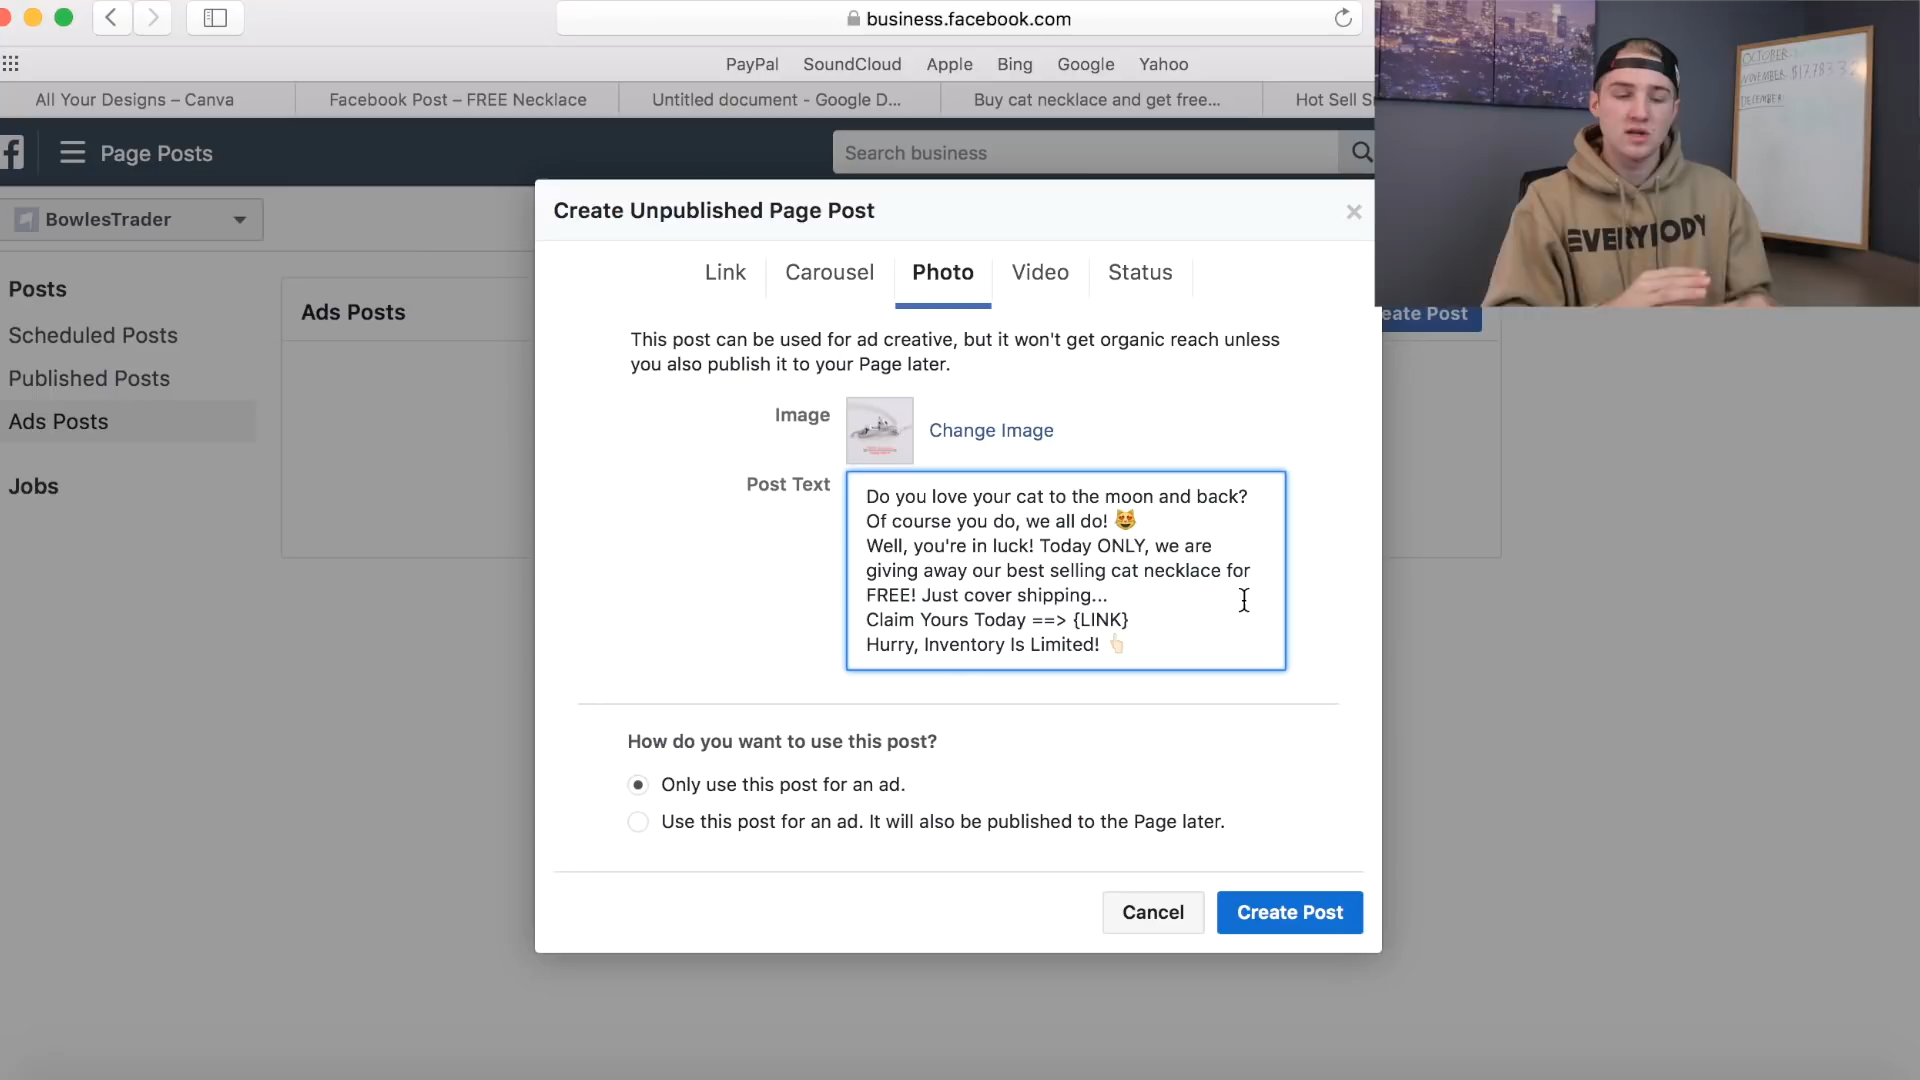 business.facebook.com
PayPal SoundCloud Apple Bing Google Yahoo
All Your Designs – Canva Facebook Post – FREE Necklace Untitled document - Google D... Buy cat necklace and get free... Hot Sell
Page Posts Search business
BowlesTrader
Posts
Scheduled Posts
Published Posts
Ads Posts
Jobs
Ads Posts
eate Post
Create Unpublished Page Post
Link Carousel Photo Video Status
This post can be used for ad creative, but it won't get organic reach unless
you also publish it to your Page later.
Image Change Image
Post Text
Do you love your cat to the moon and back?
Of course you do, we all do! 😻
Well, you're in luck! Today ONLY, we are
giving away our best selling cat necklace for
FREE! Just cover shipping...
Claim Yours Today ==> {LINK}
Hurry, Inventory Is Limited! 👆🏻
How do you want to use this post?
Only use this post for an ad.
Use this post for an ad. It will also be published to the Page later.
Cancel Create Post
OCTOBER:
NOVEMBER:
DECEMBER:
EVERYBODY